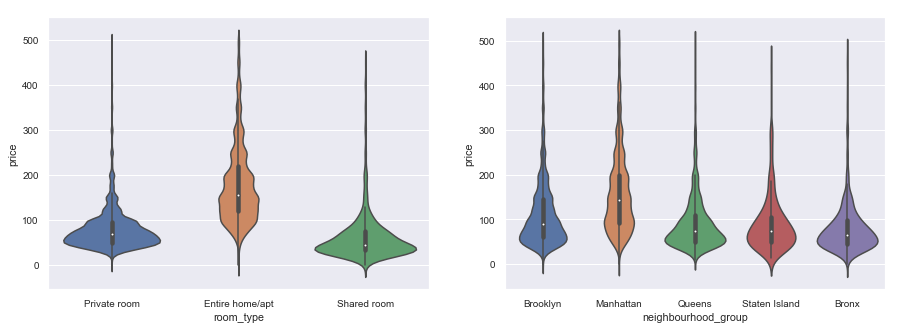 500
400
300
200
100
0
price
Private room
Entire home/apt
Shared room
room_type
500
400
300
200
100
0
price
Brooklyn
Manhattan
Queens
Staten Island
Bronx
neighbourhood_group